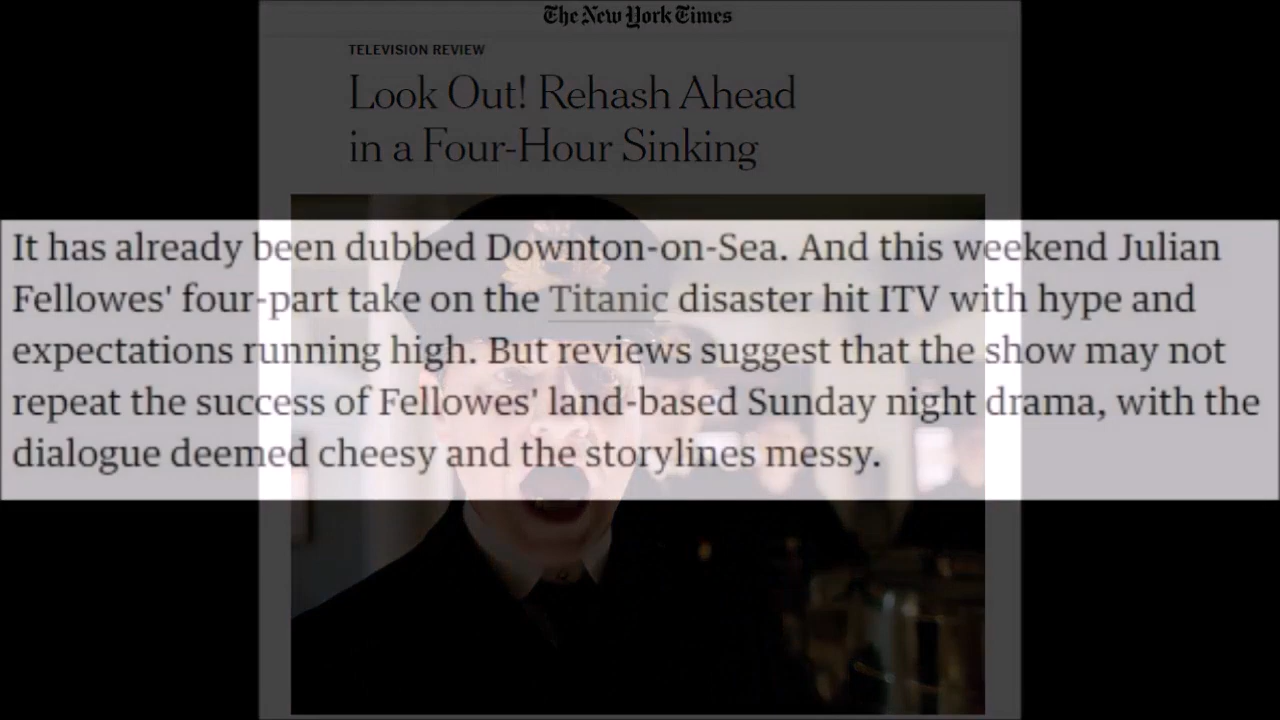 The New York Times
TELEVISION REVIEW
Look Out! Rehash Ahead
in a Four-Hour Sinking
It has already been dubbed Downton-on-Sea. And this weekend Julian
Fellowes' four-part take on the Titanic disaster hit ITV with hype and
expectations running high. But reviews suggest that the show may not
repeat the success of Fellowes' land-based Sunday night drama, with the
dialogue deemed cheesy and the storylines messy.